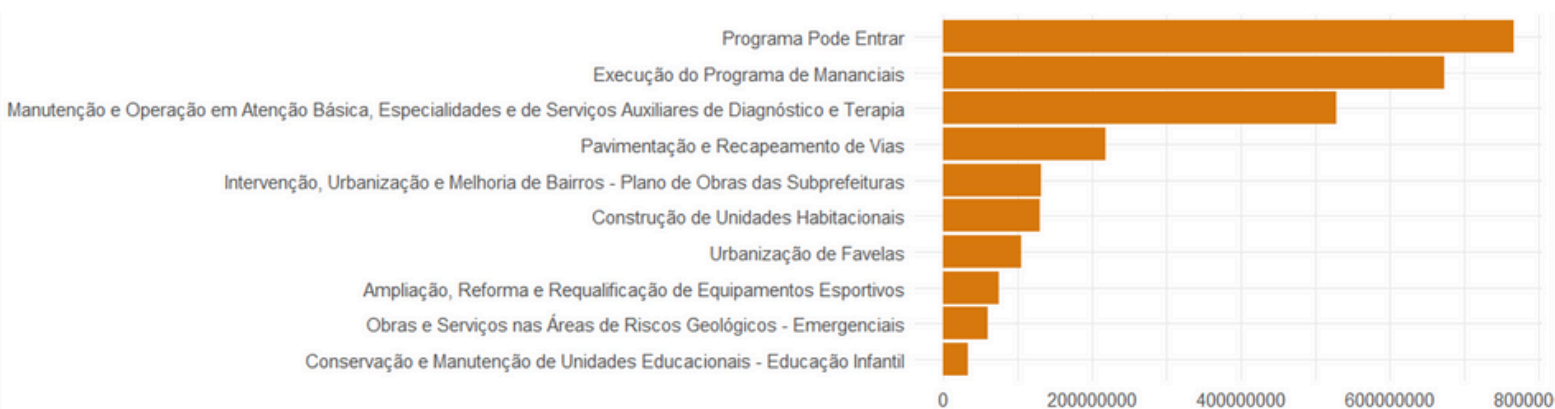 Programa Pode Entrar
Execução do Programa de Mananciais
Manutenção e Operação em Atenção Básica, Especialidades e de Serviços Auxiliares de Diagnóstico e Terapia
Pavimentação e Recapeamento de Vias
Intervenção, Urbanização e Melhoria de Bairros - Plano de Obras das Subprefeituras
Construção de Unidades Habitacionais
Urbanização de Favelas
Ampliação, Reforma e Requalificação de Equipamentos Esportivos
Obras e Serviços nas Áreas de Riscos Geológicos - Emergenciais
Conservação e Manutenção de Unidades Educacionais - Educação Infantil
0 200000000 400000000 600000000 800000